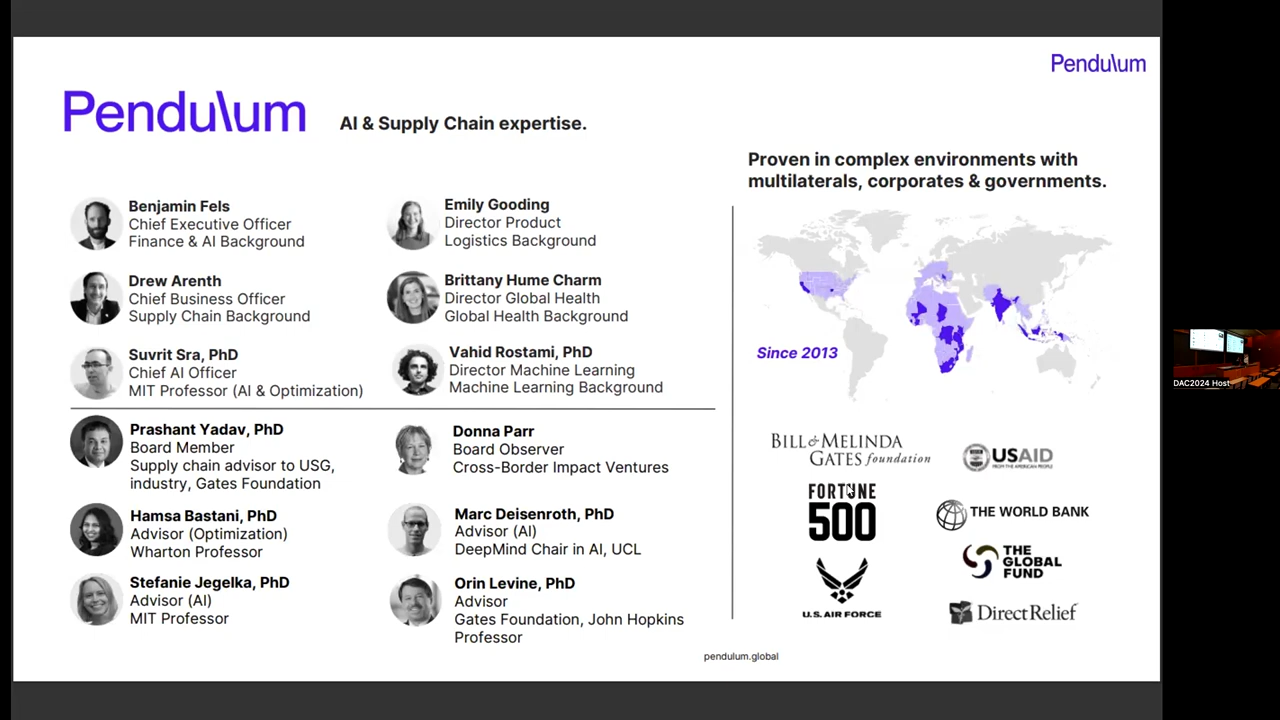 Pendulum
Pendulum
AI & Supply Chain expertise.
Benjamin Fels
Chief Executive Officer
Finance & AI Background
Emily Gooding
Director Product
Logistics Background
Drew Arenth
Chief Business Officer
Supply Chain Background
Brittany Hume Charm
Director Global Health
Global Health Background
Suvrit Sra, PhD
Chief AI Officer
MIT Professor (AI & Optimization)
Vahid Rostami, PhD
Director Machine Learning
Machine Learning Background
Prashant Yadav, PhD
Board Member
Supply chain advisor to USG,
industry, Gates Foundation
Donna Parr
Board Observer
Cross-Border Impact Ventures
Hamsa Bastani, PhD
Advisor (Optimization)
Wharton Professor
Marc Deisenroth, PhD
Advisor (AI)
DeepMind Chair in AI, UCL
Stefanie Jegelka, PhD
Advisor (AI)
MIT Professor
Orin Levine, PhD
Advisor
Gates Foundation, John Hopkins
Professor
Proven in complex environments with
multilaterals, corporates & governments.
Since 2013
BILL & MELINDA
GATES foundation
USAID
FROM THE AMERICAN PEOPLE
FORTUNE
500
THE WORLD BANK
THE
GLOBAL
FUND
U.S. AIR FORCE
DirectRelief
pendulum.global
DAC2024 Host